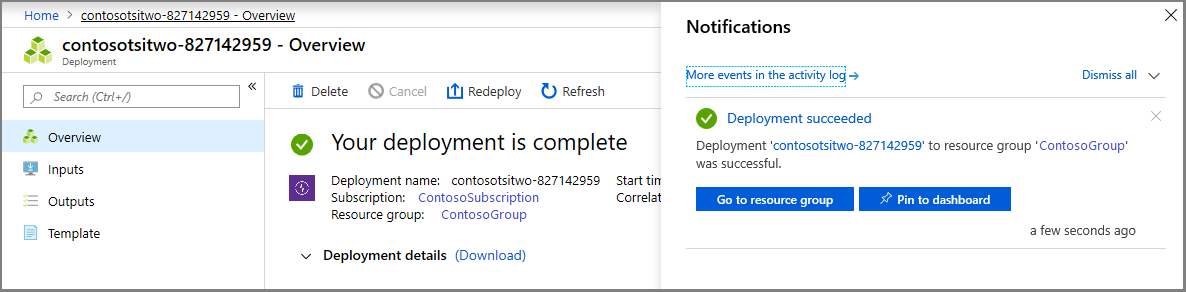 Home > contosotsitwo-827142959 - Overview
contosotsitwo-827142959 - Overview
Deployment
Search (Ctrl+/)
Overview
Inputs
Outputs
Template
Delete Cancel Redeploy Refresh
Your deployment is complete
Deployment name: contosotsitwo-827142959 Start tim
Subscription: ContosoSubscription Correlat
Resource group: ContosoGroup
Deployment details (Download)
Notifications
More events in the activity log
Dismiss all
Deployment succeeded
Deployment 'contosotsitwo-827142959' to resource group 'ContosoGroup'
was successful.
Go to resource group
Pin to dashboard
a few seconds ago